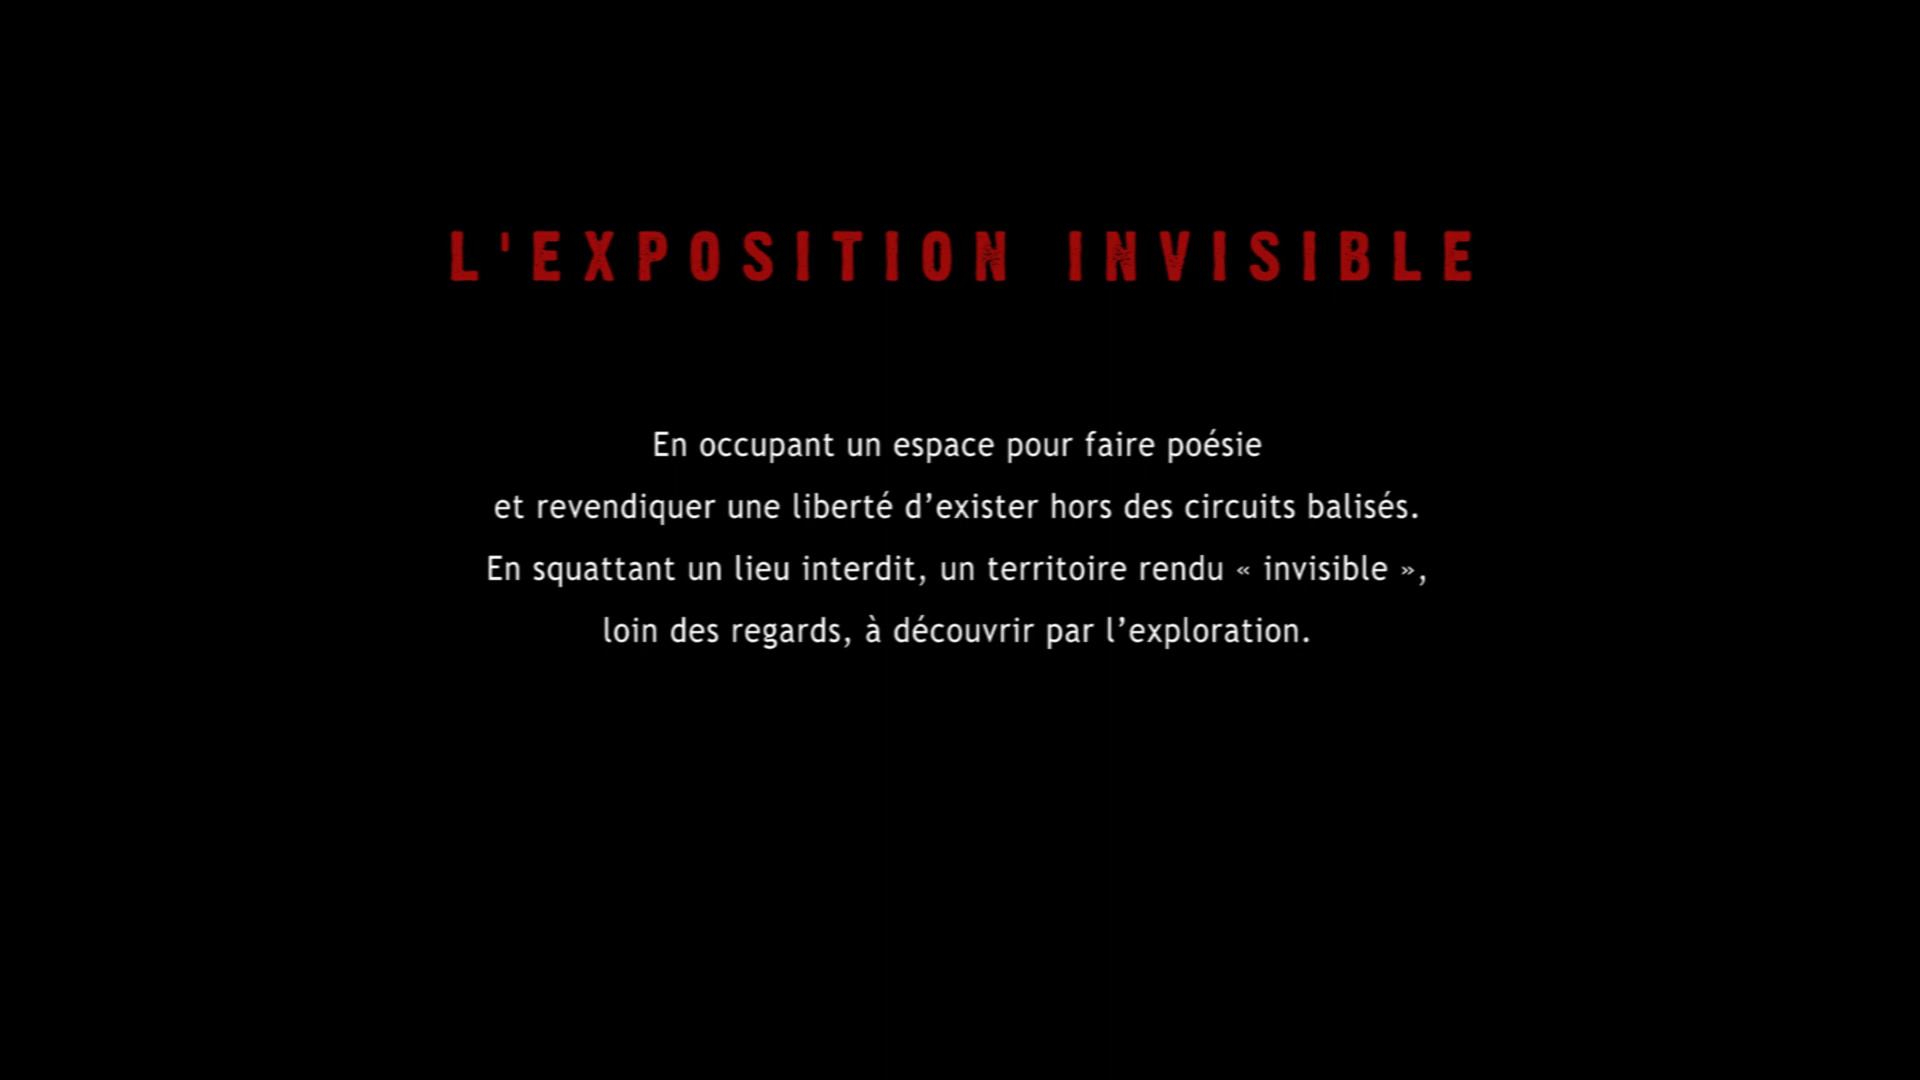 L'EXPOSITION INVISIBLE
En occupant un espace pour faire poésie
et revendiquer une liberté d’exister hors des circuits balisés.
En squattant un lieu interdit, un territoire rendu « invisible »,
loin des regards, à découvrir par l’exploration.